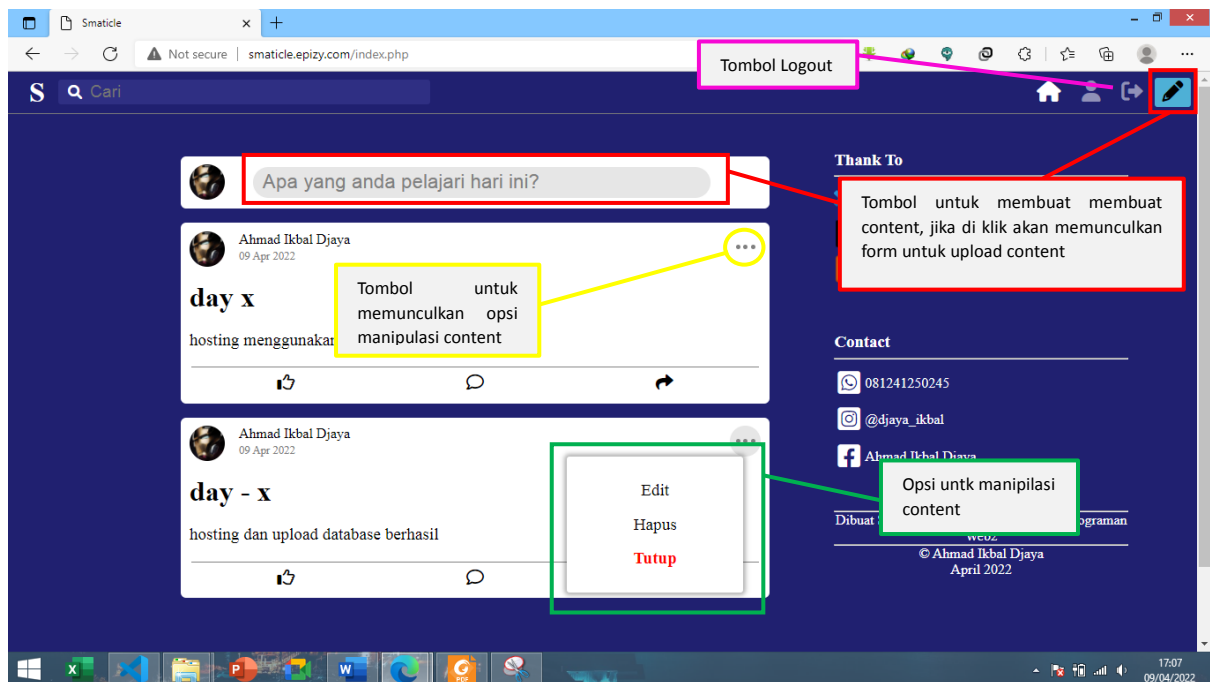 Smaticle
Not secure | smaticle.epizy.com/index.php
Tombol Logout
S Cari
Apa yang anda pelajari hari ini?
Thank To
Tombol untuk membuat membuat
content, jika di klik akan memunculkan
form untuk upload content
Ahmad Ikbal Djaya
09 Apr 2022
day x
hosting menggunakan
Tombol untuk
memunculkan opsi
manipulasi content
Contact
081241250245
@djaya_ikbal
Ahmad Ikbal Djaya
Ahmad Ikbal Djaya
09 Apr 2022
day - x
hosting dan upload database berhasil
Edit
Hapus
Tutup
Opsi untk manipilasi
content
Dibuat
web2
© Ahmad Ikbal Djaya
April 2022
17:07
09/04/2022